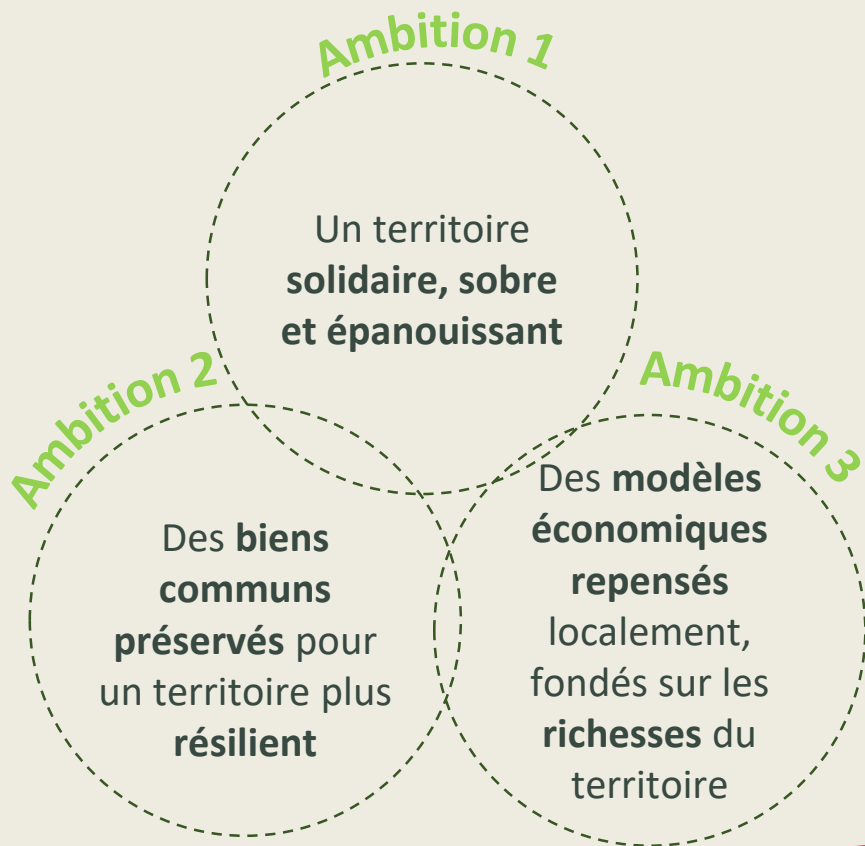 Ambition 1
Un territoire
solidaire, sobre
et épanouissant
Ambition 2
Des biens
communs
préservés pour
un territoire plus
résilient
Ambition 3
Des modèles
économiques
repensés
localement,
fondés sur les
richesses du
territoire